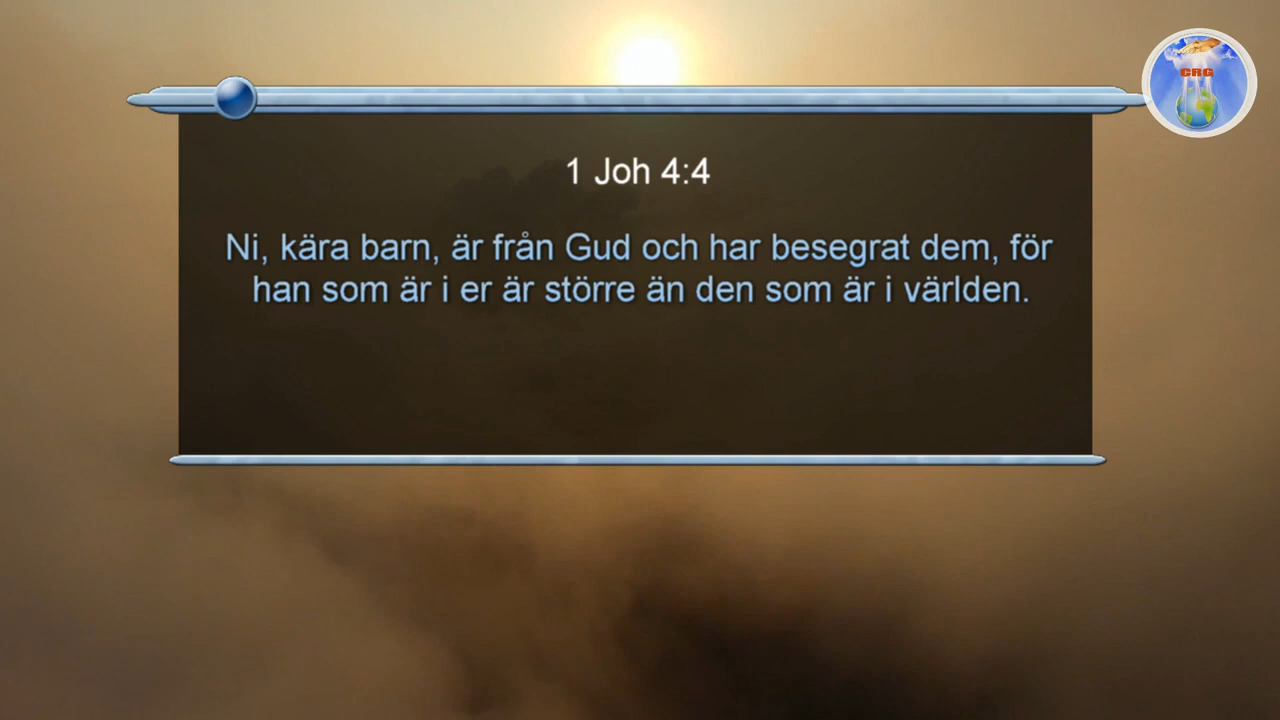 CRG
1 Joh 4:4
Ni, kära barn, är från Gud och har besegrat dem, för
han som är i er är större än den som är i världen.